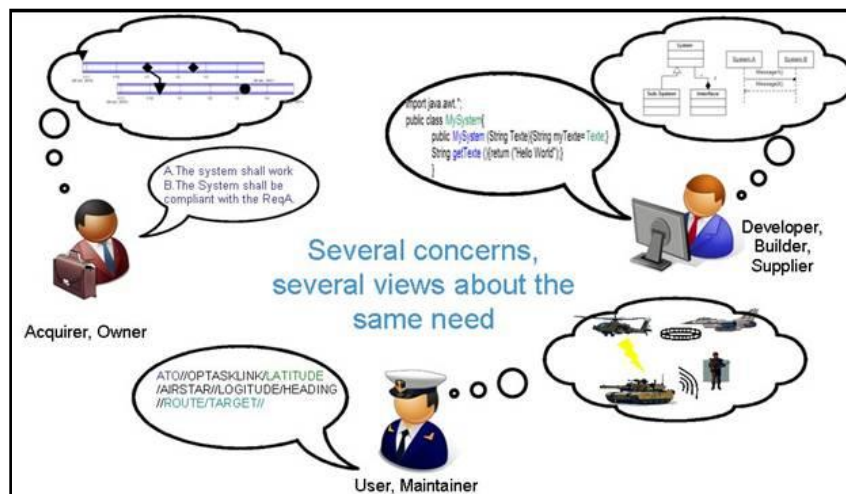 System
System A
System B
Message1()
Message2()
Sub System
Interface
import java.awt.*;
public class MySystem{
public MySystem (String Texte){String myTexte= Texte;}
String getTexte (){return ("Hello World");}
}
A.The system shall work
B.The System shall be
compliant with the ReqA.
Developer,
Builder,
Supplier
Several concerns,
several views about the
same need
Acquirer, Owner
ATO//OPTASKLINK/LATITUDE
/AIRSTAR//LOGITUDE/HEADING
//ROUTE/TARGET//
User, Maintainer